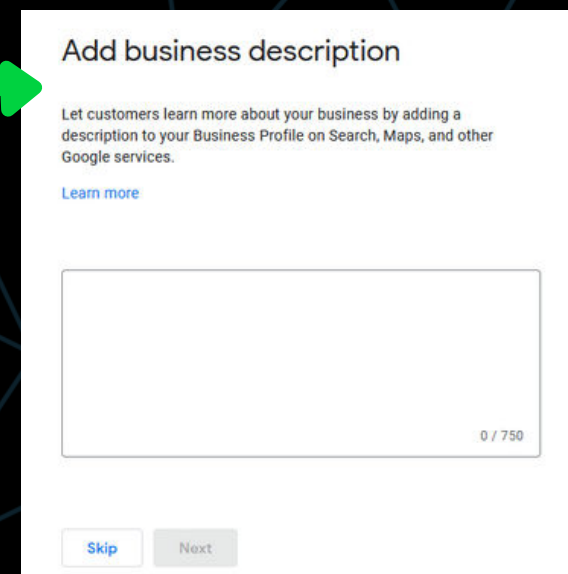 Add business description
Let customers learn more about your business by adding a
description to your Business Profile on Search, Maps, and other
Google services.
Learn more
0 / 750
Skip
Next